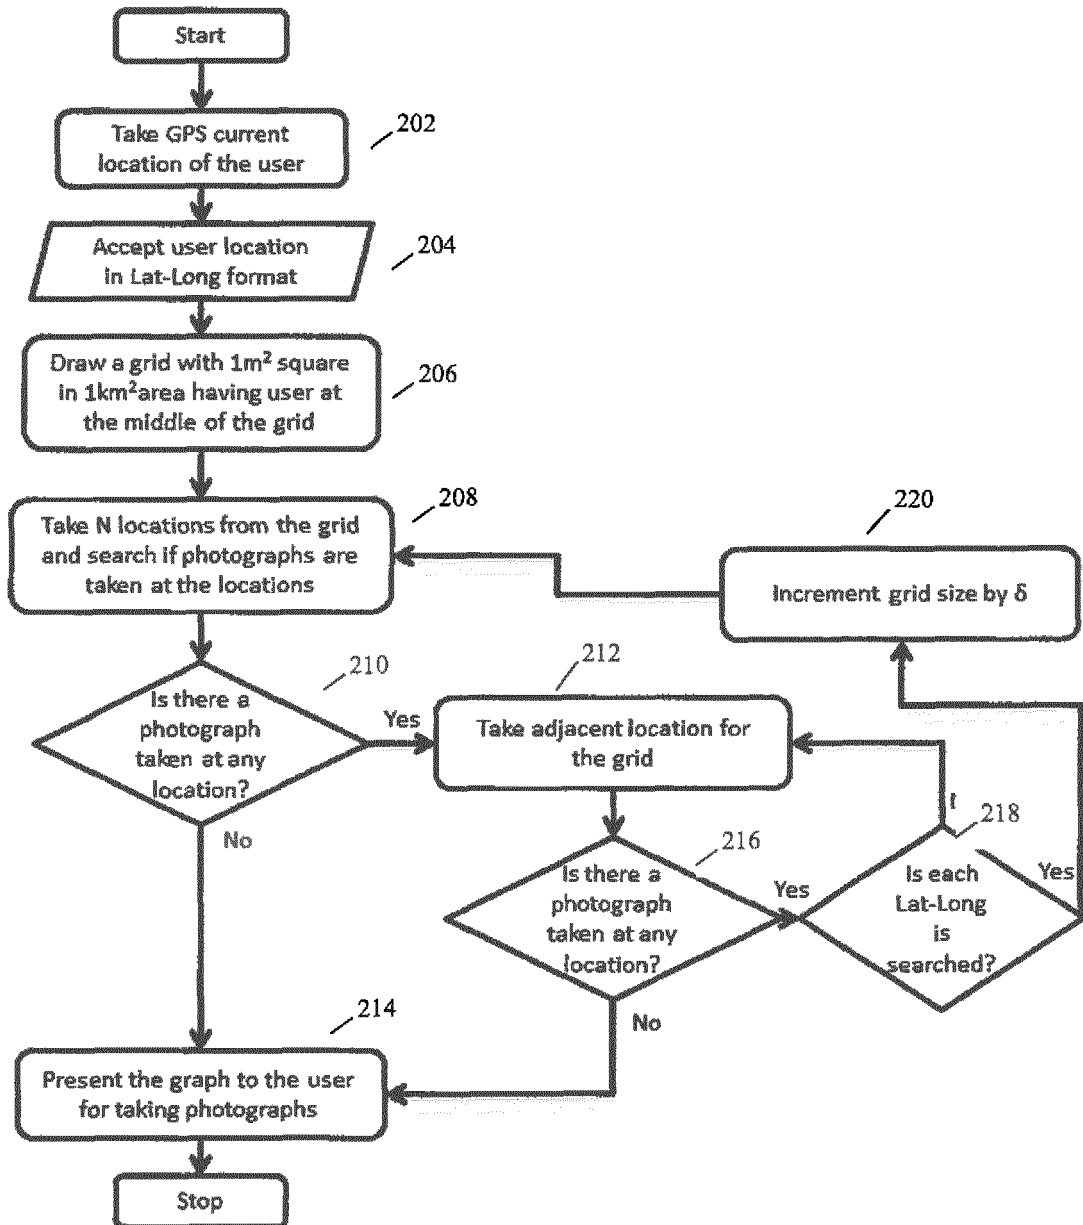 Start
Take GPS current
location of the user
202
Accept user location
in Lat-Long format
204
Draw a grid with 1m² square
in 1km²area having user at
the middle of the grid
206
Take N locations from the grid
and search if photographs are
taken at the locations
208
220
Increment grid size by δ
210
Is there a
photograph
taken at any
location?
Yes
No
212
Take adjacent location for
the grid
216
Is there a
photograph
taken at any
location?
Yes
No
218
Is each
Lat-Long
is
searched?
Yes
214
Present the graph to the user
for taking photographs
Stop